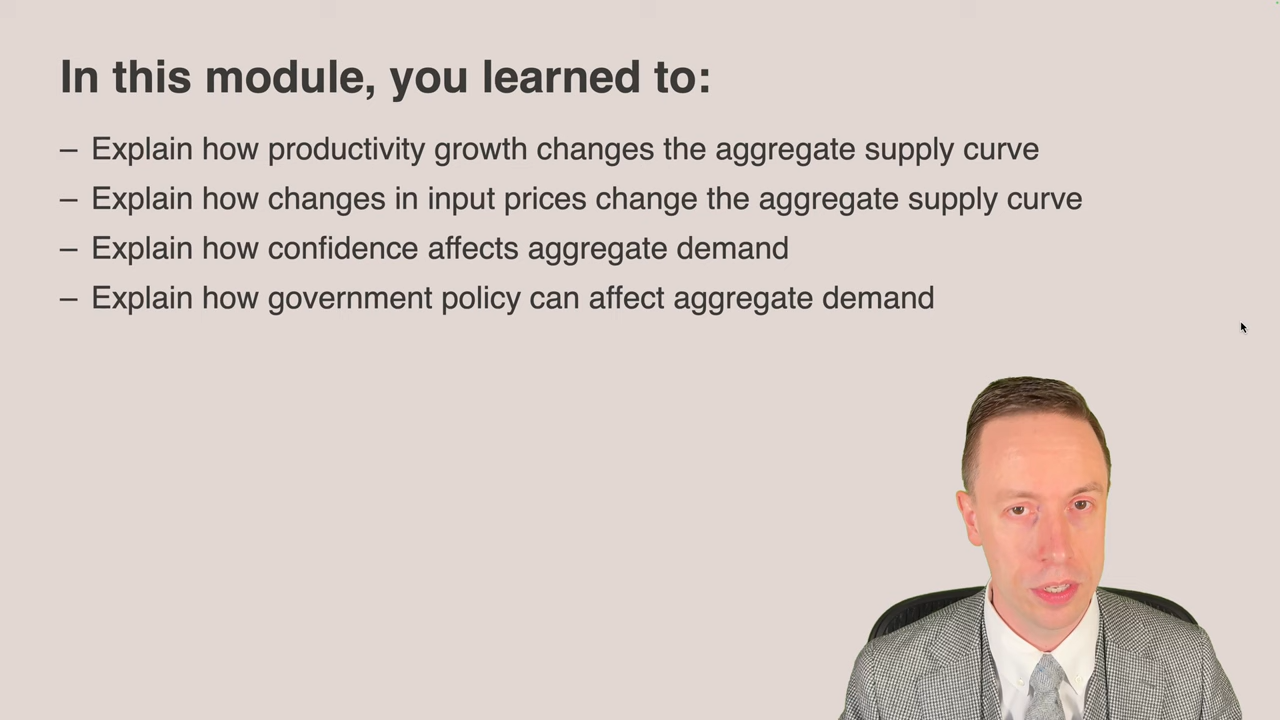 In this module, you learned to:
– Explain how productivity growth changes the aggregate supply curve
– Explain how changes in input prices change the aggregate supply curve
– Explain how confidence affects aggregate demand
– Explain how government policy can affect aggregate demand